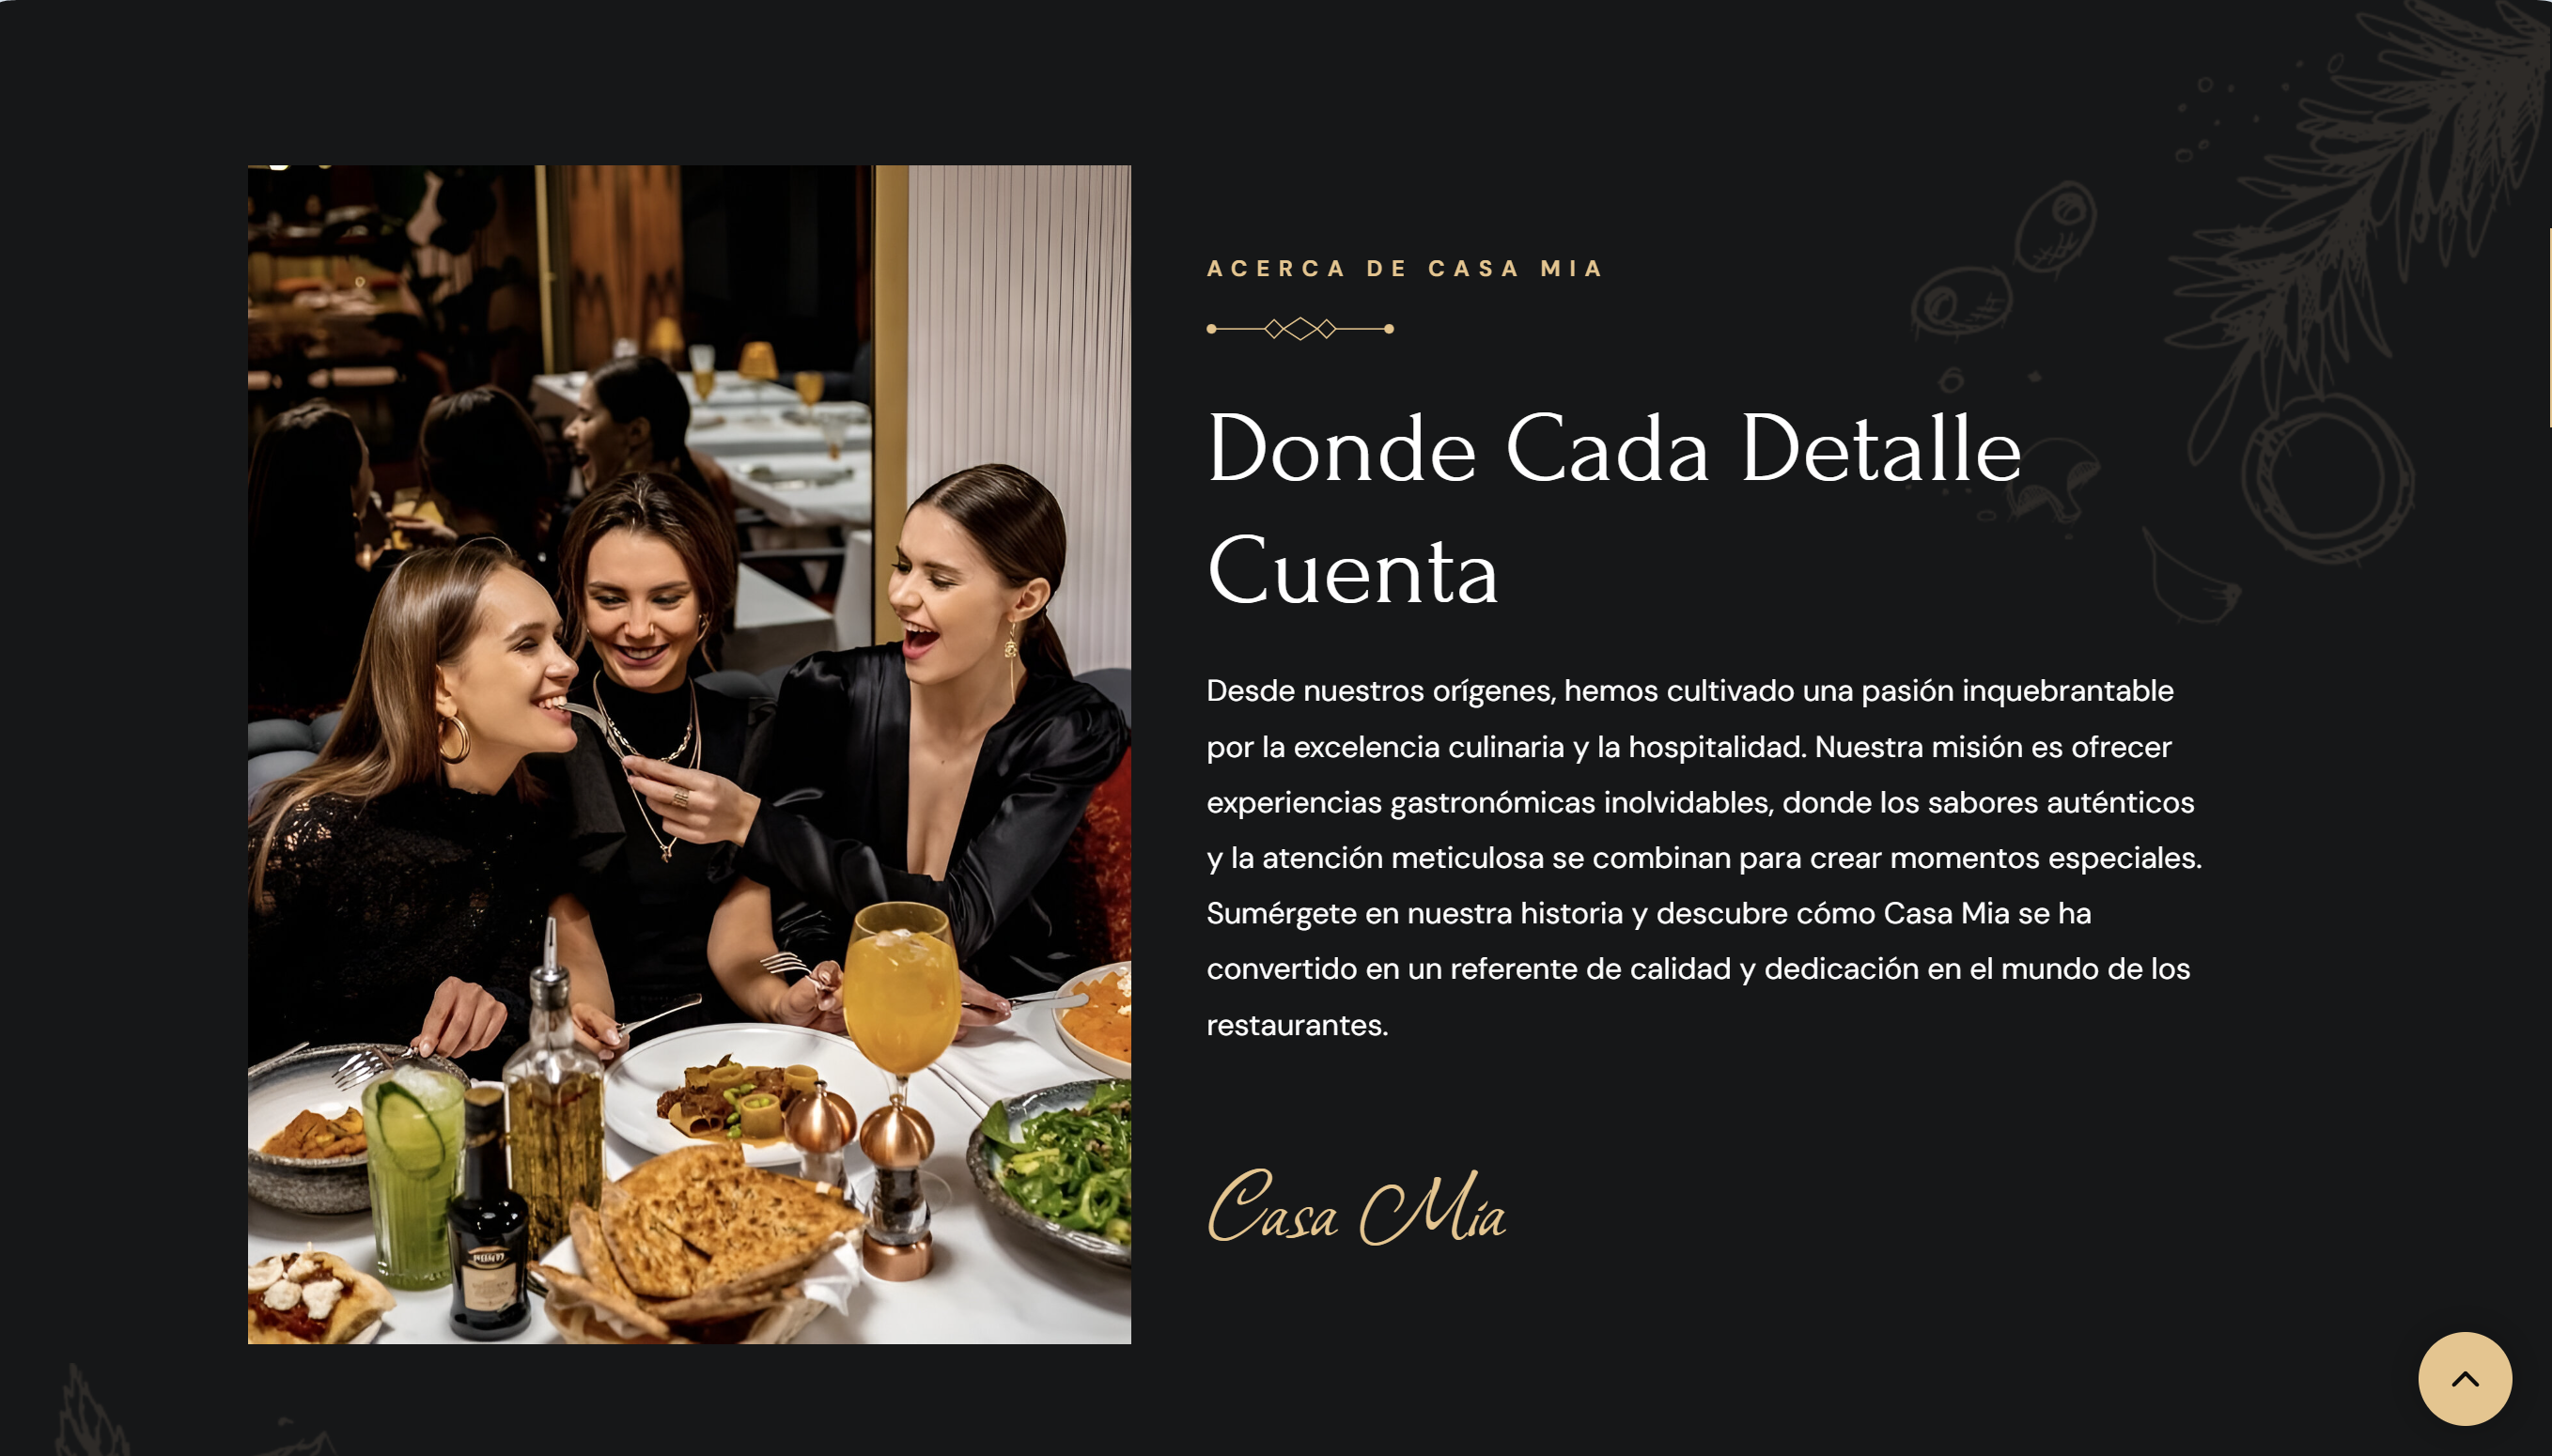 ACERCA DE CASA MIA
Donde Cada Detalle
Cuenta
Desde nuestros orígenes, hemos cultivado una pasión inquebrantable
por la excelencia culinaria y la hospitalidad. Nuestra misión es ofrecer
experiencias gastronómicas inolvidables, donde los sabores auténticos
y la atención meticulosa se combinan para crear momentos especiales.
Sumérgete en nuestra historia y descubre cómo Casa Mia se ha
convertido en un referente de calidad y dedicación en el mundo de los
restaurantes.
Casa Mia